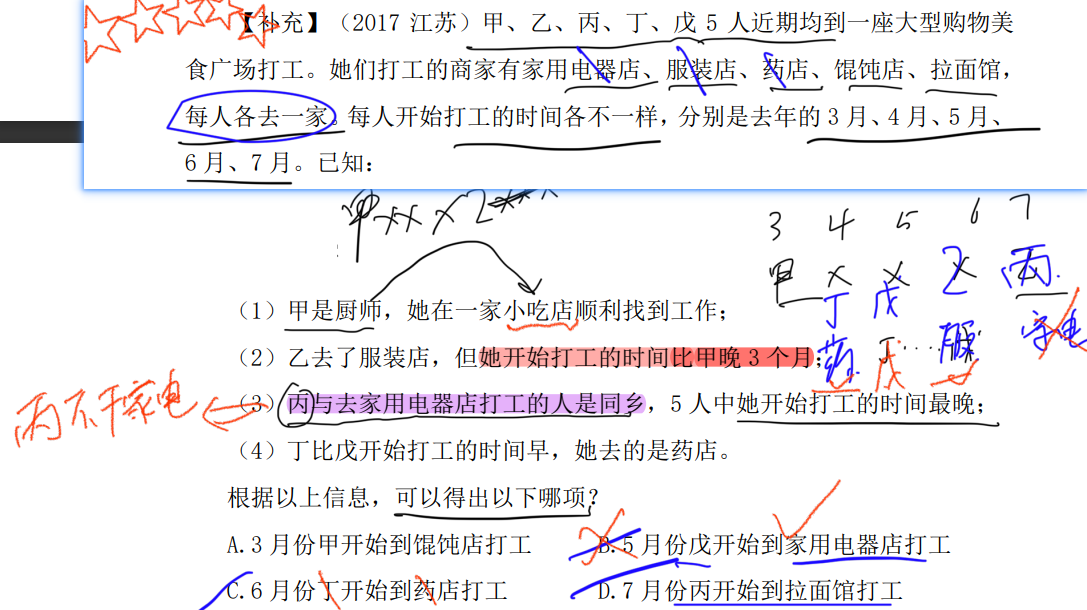 【补充】（2017 江苏）甲、乙、丙、丁、戊 5 人近期均到一座大型购物美
食广场打工。她们打工的商家有家用电器店、服装店、药店、馄饨店、拉面馆，
每人各去一家。每人开始打工的时间各不一样，分别是去年的 3 月、4 月、5 月、
6 月、7 月。已知：
甲 × × × 乙
3 4 5 6 7
甲 × × 乙 丙
丁 戊
药 服 家电
戊
（1）甲是厨师，她在一家小吃店顺利找到工作；
（2）乙去了服装店，但她开始打工的时间比甲晚 3 个月；
（3）丙与去家用电器店打工的人是同乡，5 人中她开始打工的时间最晚；
丙不干家电
（4）丁比戊开始打工的时间早，她去的是药店。
根据以上信息，可以得出以下哪项？
A.3 月份甲开始到馄饨店打工
B.5 月份戊开始到家用电器店打工
C.6 月份丁开始到药店打工
D.7 月份丙开始到拉面馆打工